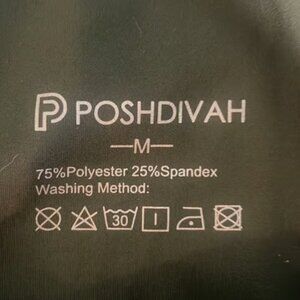 POSHDIVAH
M
75%Polyester 25%Spandex
Washing Method:
30